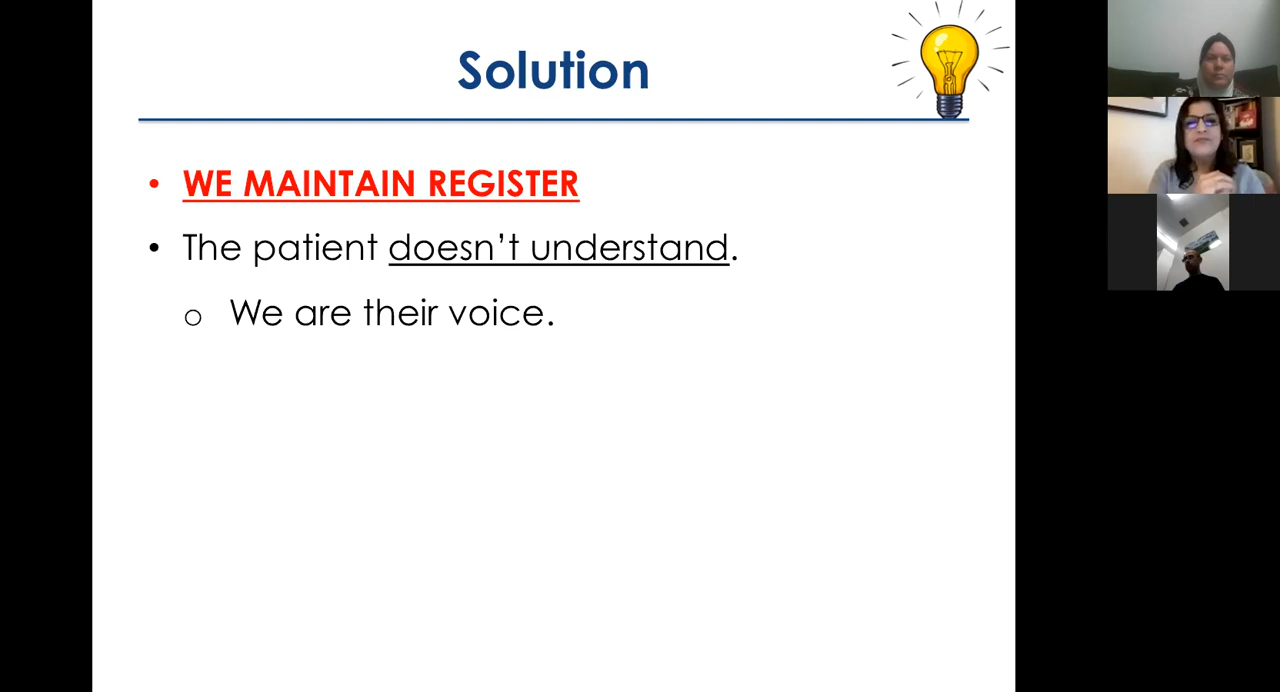 Solution
• WE MAINTAIN REGISTER
• The patient doesn’t understand.
o We are their voice.